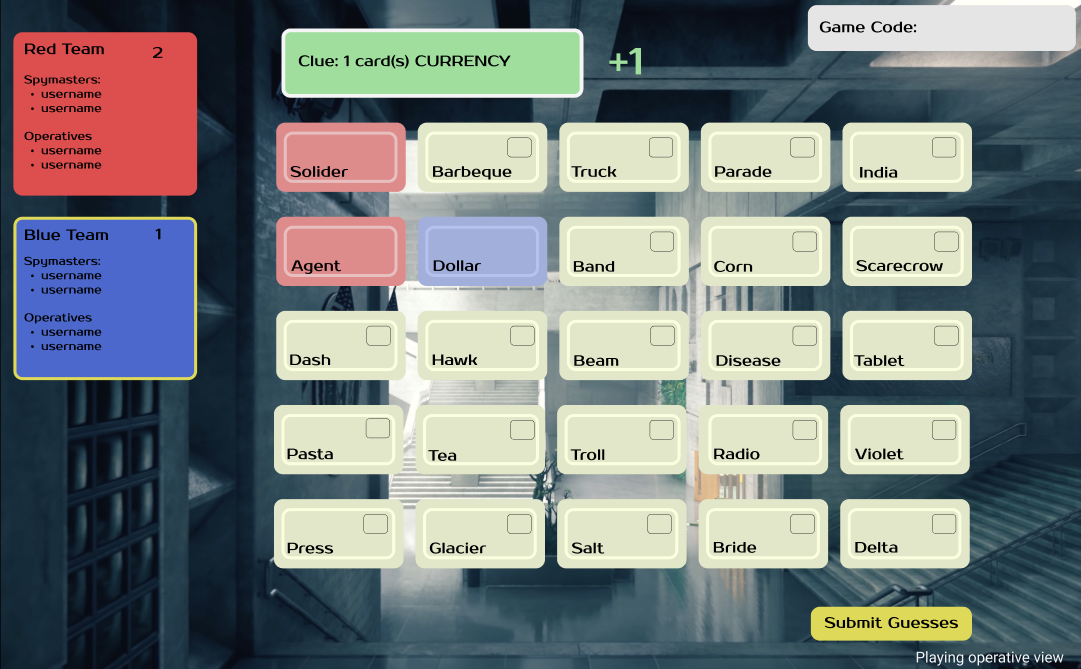 Red Team
2
Spymasters:
• username
• username
Operatives
• username
• username
Blue Team
1
Spymasters:
• username
• username
Operatives
• username
• username
Clue: 1 card(s) CURRENCY
+1
Game Code:
Solider
Barbeque
Truck
Parade
India
Agent
Dollar
Band
Corn
Scarecrow
Dash
Hawk
Beam
Disease
Tablet
Pasta
Tea
Troll
Radio
Violet
Press
Glacier
Salt
Bride
Delta
Submit Guesses
Playing operative view